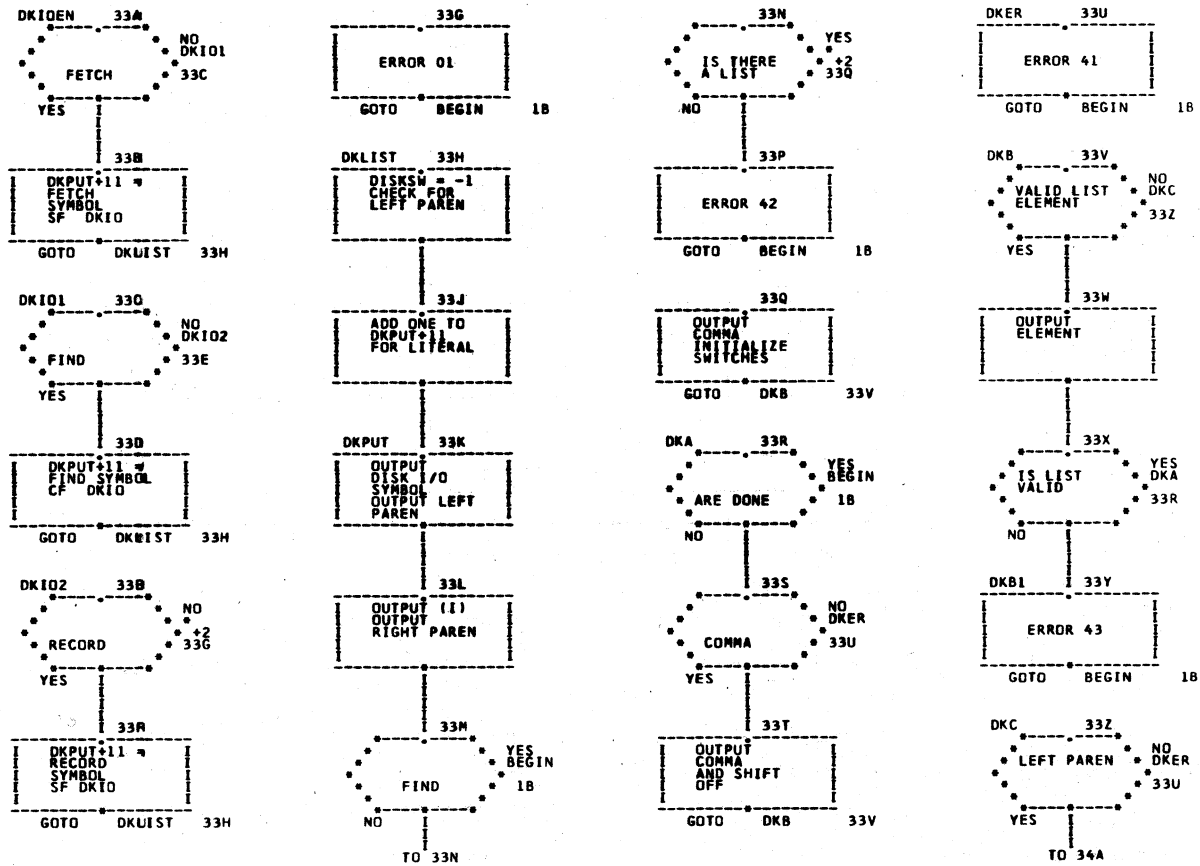 DKIOEN 33A
NO
DKIO1
FETCH 33C
YES
33B
DKPUT+11 =
FETCH
SYMBOL
SF DKIO
GOTO DKLIST 33H
DKIO1 33C
NO
DKIO2
FIND 33E
YES
33D
DKPUT+11 =
FIND SYMBOL
CF DKIO
GOTO DKLIST 33H
DKIO2
NO
+2
RECORD 33G
YES
DKPUT+11 =
RECORD
SYMBOL
SF DKIO
GOTO DKLIST 33H
33G
ERROR 01
GOTO BEGIN 1B
DKLIST 33H
DISKSW = -1
CHECK FOR
LEFT PAREN
33J
ADD ONE TO
DKPUT+11
FOR LITERAL
DKPUT 33K
OUTPUT
DISK I/O
SYMBOL
OUTPUT LEFT
PAREN
33L
OUTPUT (I)
OUTPUT
RIGHT PAREN
33M
YES
BEGIN
FIND 1B
NO
TO 33N
33N
YES
IS THERE +2
A LIST 33Q
NO
33P
ERROR 42
GOTO BEGIN 1B
33Q
OUTPUT
COMMA
INITIALIZE
SWITCHES
GOTO DKB 33V
DKA 33R
YES
BEGIN
ARE DONE 1B
NO
33S
NO
DKER
COMMA 33U
YES
33T
OUTPUT
COMMA
AND SHIFT
OFF
GOTO DKB 33V
DKER 33U
ERROR 41
GOTO BEGIN 1B
DKB 33V
NO
VALID LIST DKC
ELEMENT 33Z
YES
33W
OUTPUT
ELEMENT
33X
YES
IS LIST DKA
VALID 33R
NO
DKB1 33Y
ERROR 43
GOTO BEGIN 1B
DKC 33Z
NO
LEFT PAREN DKER
33U
YES
TO 34A